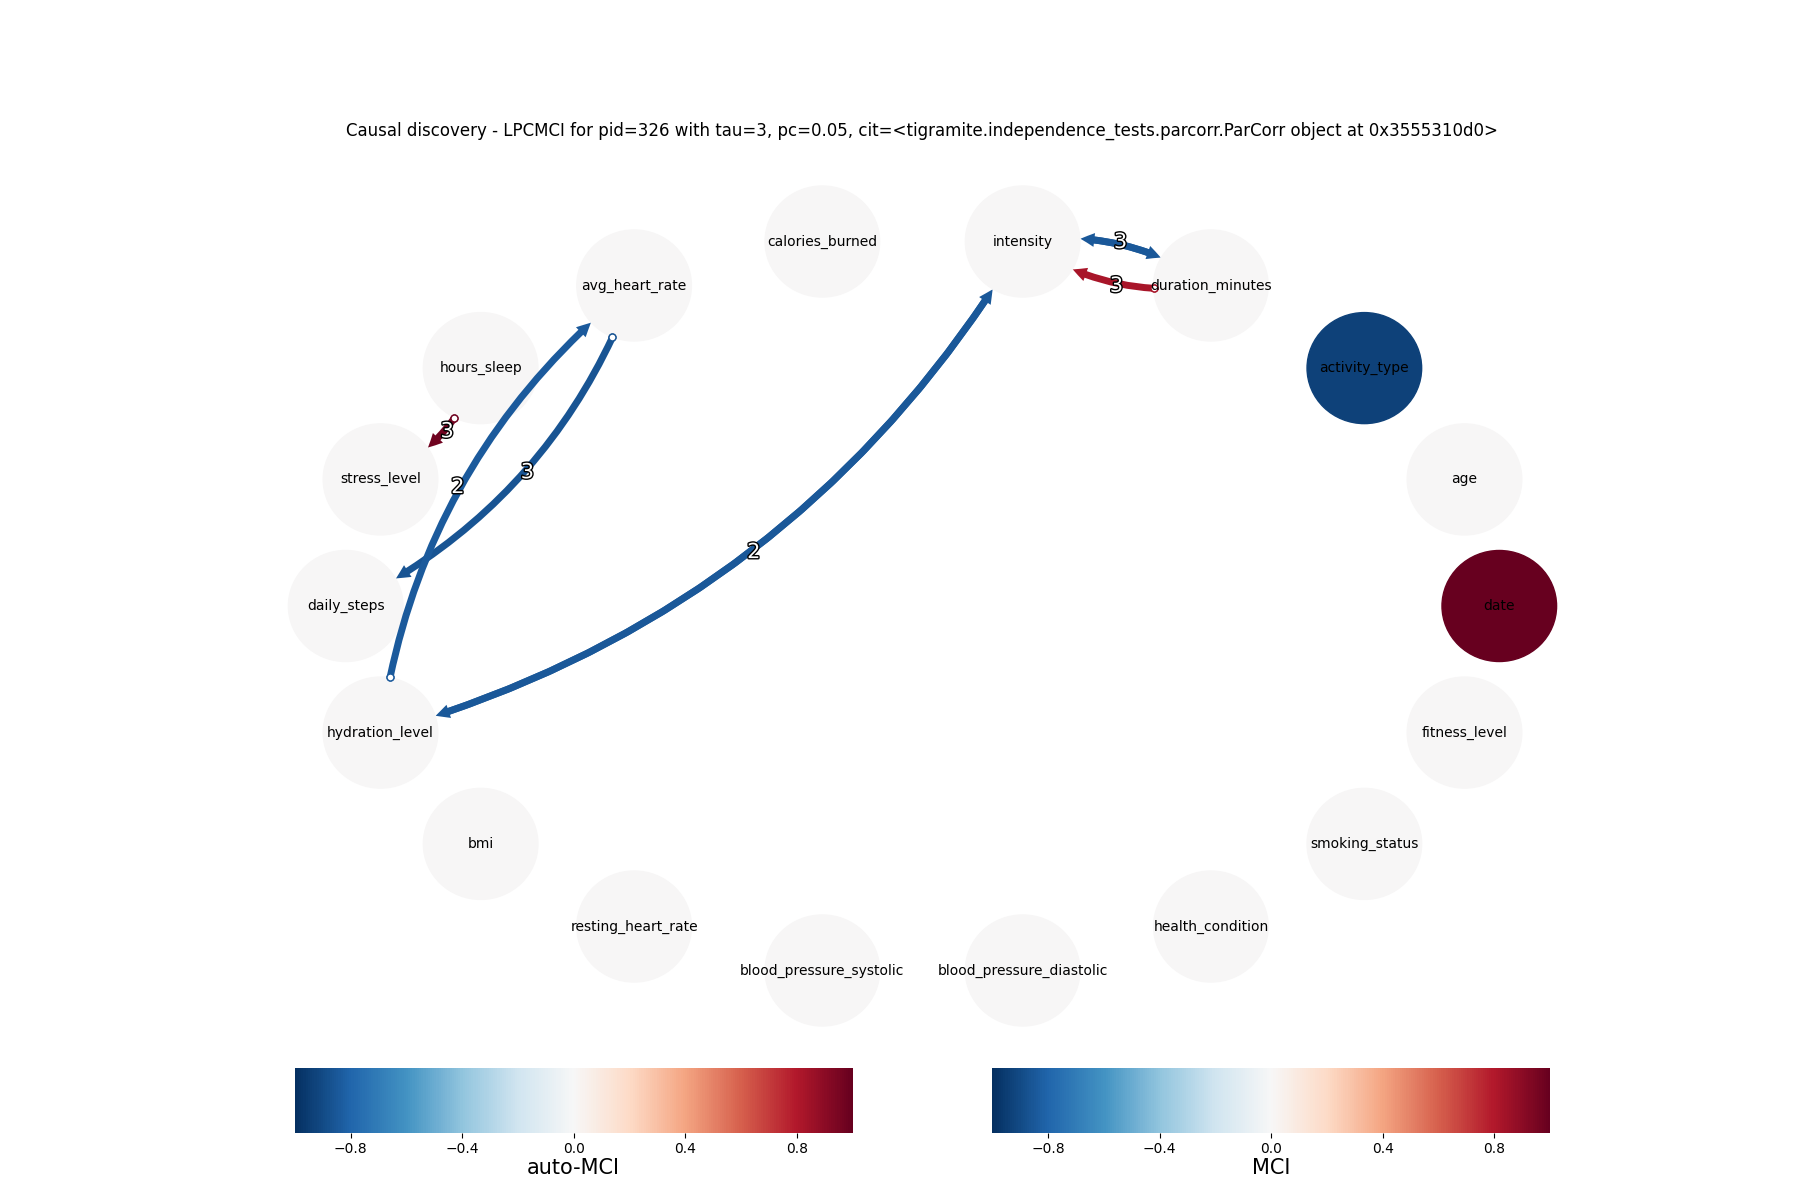 Causal discovery - LPCMCI for pid=326 with tau=3, pc=0.05, cit=<tigramite.independence_tests.parcorr.ParCorr object at 0x3555310d0>
calories_burned
intensity
3
avg_heart_rate
3
duration_minutes
hours_sleep
activity_type
3
stress_level
2
3
age
2
daily_steps
date
hydration_level
fitness_level
bmi
smoking_status
resting_heart_rate
health_condition
blood_pressure_systolic
blood_pressure_diastolic
−0.8 −0.4 0.0 0.4 0.8
auto-MCI
−0.8 −0.4 0.0 0.4 0.8
MCI